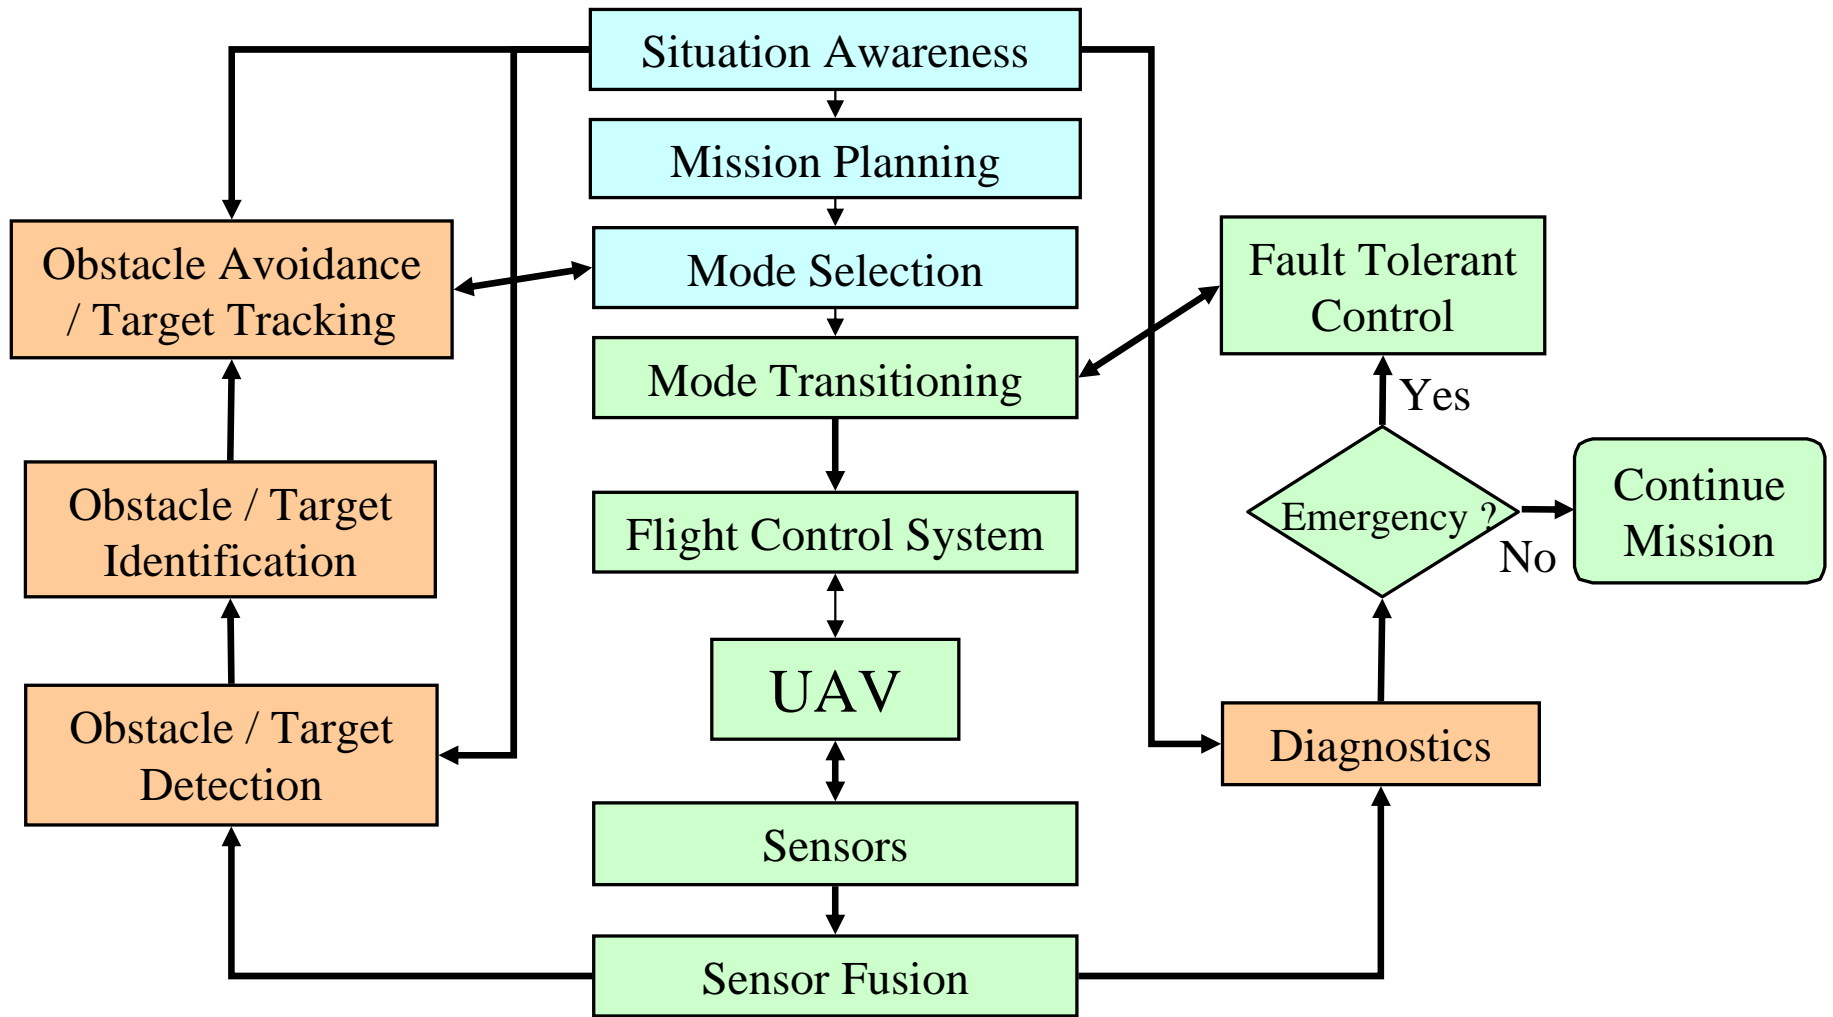 Situation Awareness
Mission Planning
Obstacle Avoidance
/ Target Tracking
Mode Selection
Fault Tolerant
Control
Mode Transitioning
Yes
Obstacle / Target
Identification
Flight Control System
Emergency ?
No
Continue
Mission
UAV
Obstacle / Target
Detection
Diagnostics
Sensors
Sensor Fusion